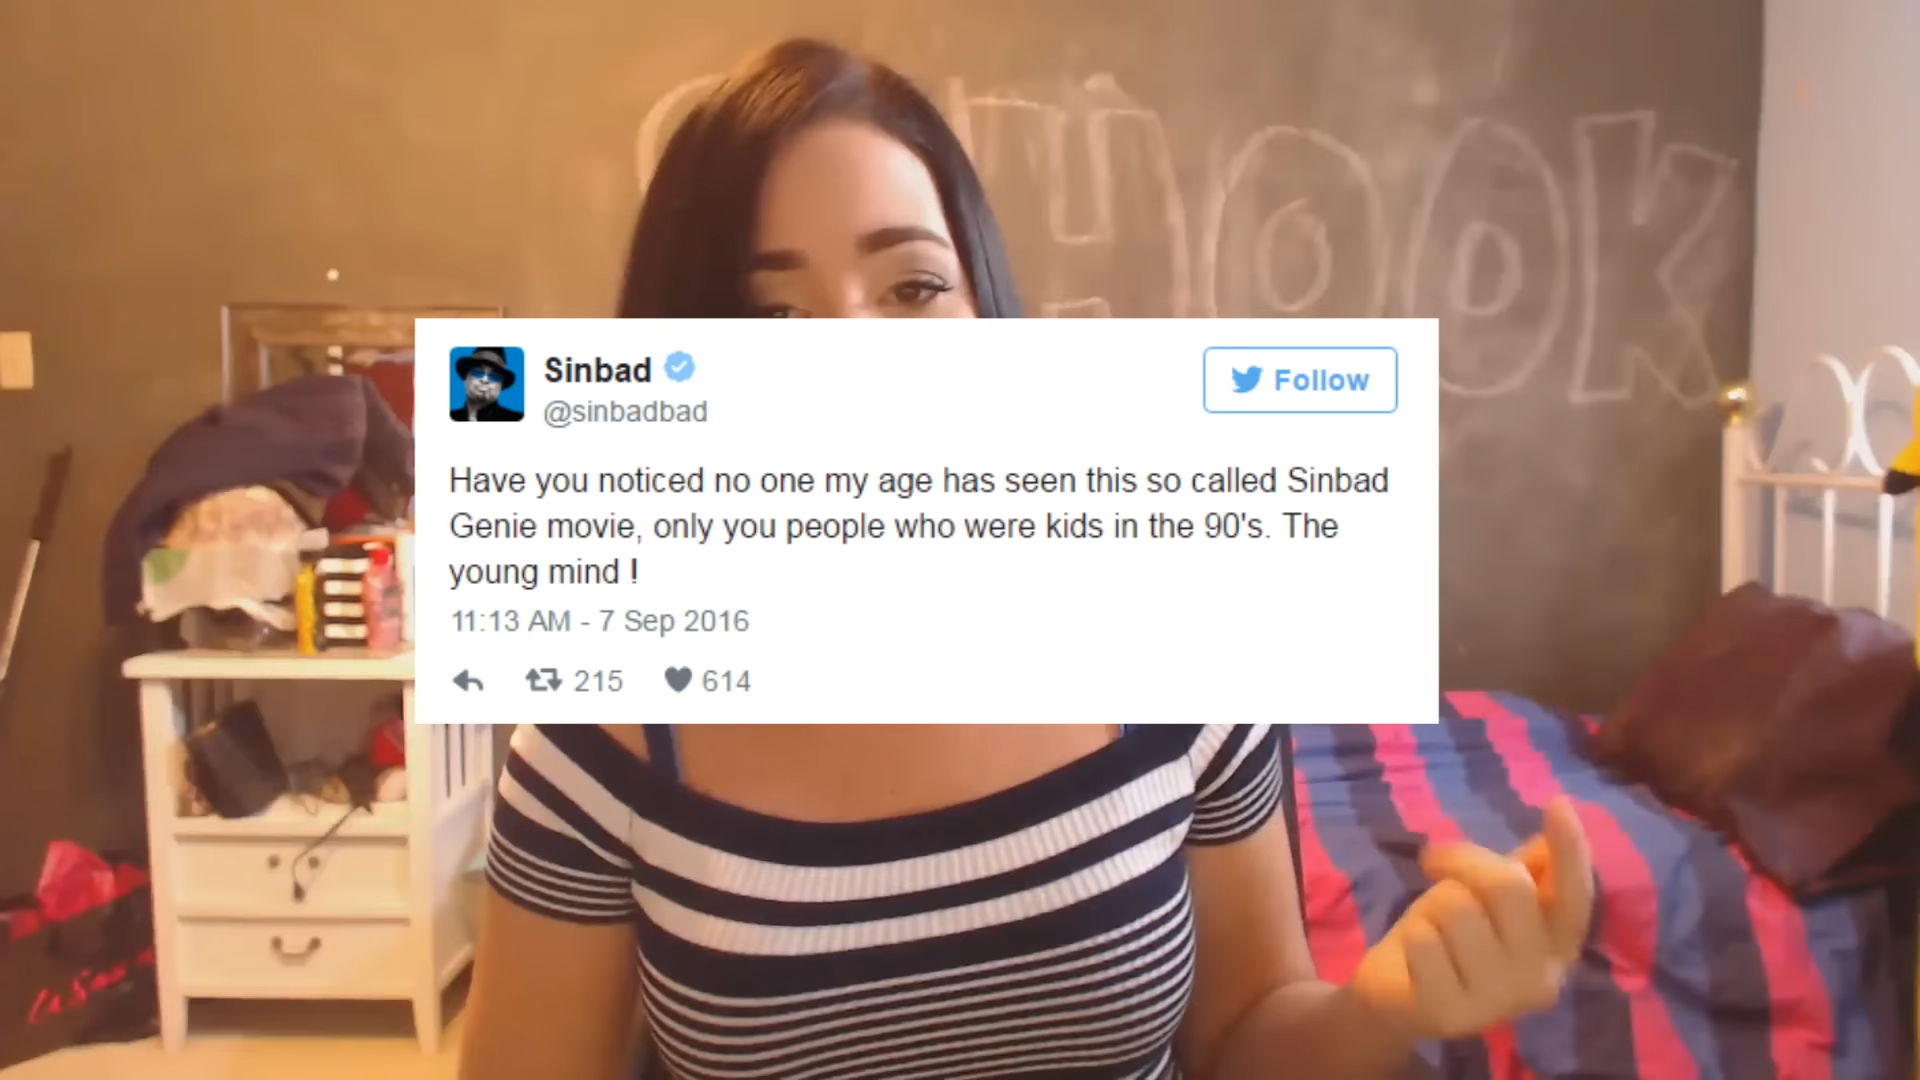 HOOK
Sinbad
@sinbadbad
Follow
Have you noticed no one my age has seen this so called Sinbad
Genie movie, only you people who were kids in the 90's. The
young mind !
11:13 AM - 7 Sep 2016
215 614